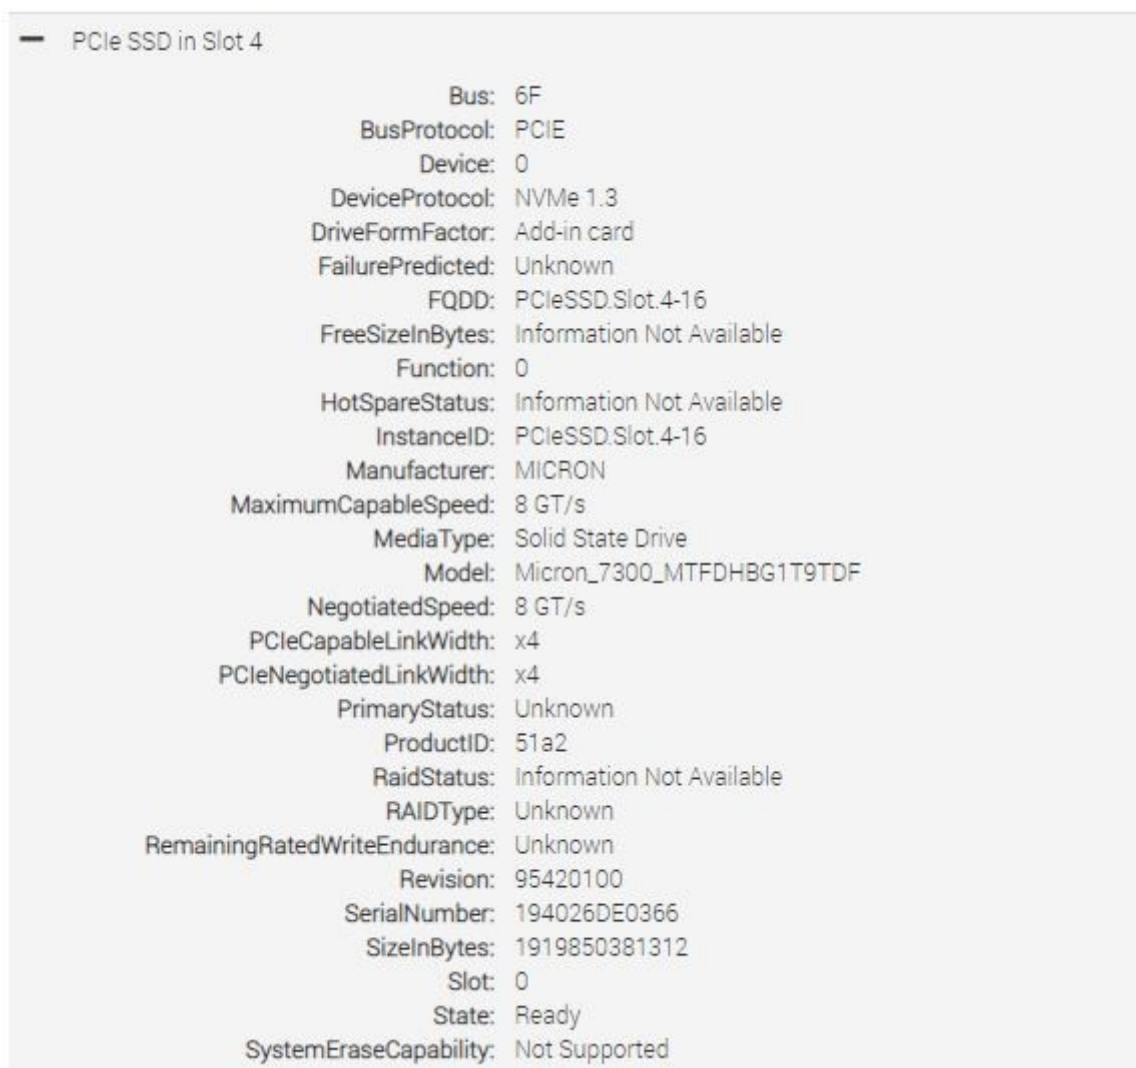 PCIe SSD in Slot 4
Bus: 6F
BusProtocol: PCIE
Device: 0
DeviceProtocol: NVMe 1.3
DriveFormFactor: Add-in card
FailurePredicted: Unknown
FQDD: PCIeSSD.Slot.4-16
FreeSizeInBytes: Information Not Available
Function: 0
HotSpareStatus: Information Not Available
InstanceID: PCIeSSD.Slot.4-16
Manufacturer: MICRON
MaximumCapableSpeed: 8 GT/s
MediaType: Solid State Drive
Model: Micron_7300_MTFDHBG1T9TDF
NegotiatedSpeed: 8 GT/s
PCIeCapableLinkWidth: x4
PCIeNegotiatedLinkWidth: x4
PrimaryStatus: Unknown
ProductID: 51a2
RaidStatus: Information Not Available
RAIDType: Unknown
RemainingRatedWriteEndurance: Unknown
Revision: 95420100
SerialNumber: 194026DE0366
SizeInBytes: 1919850381312
Slot: 0
State: Ready
SystemEraseCapability: Not Supported